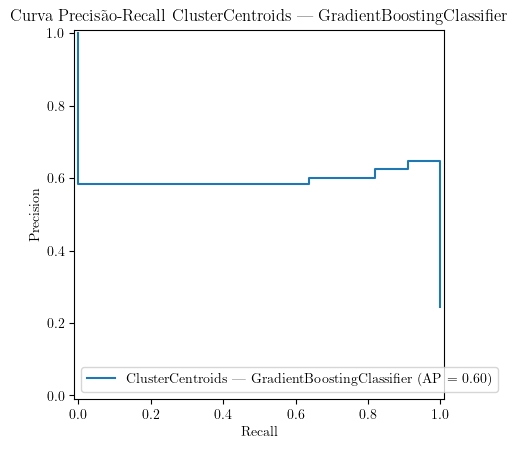 Curva Precisão-Recall ClusterCentroids — GradientBoostingClassifier
1.0
0.8
0.6
0.4
0.2
0.0
Precision
ClusterCentroids — GradientBoostingClassifier (AP = 0.60)
0.0 0.2 0.4 0.6 0.8 1.0
Recall